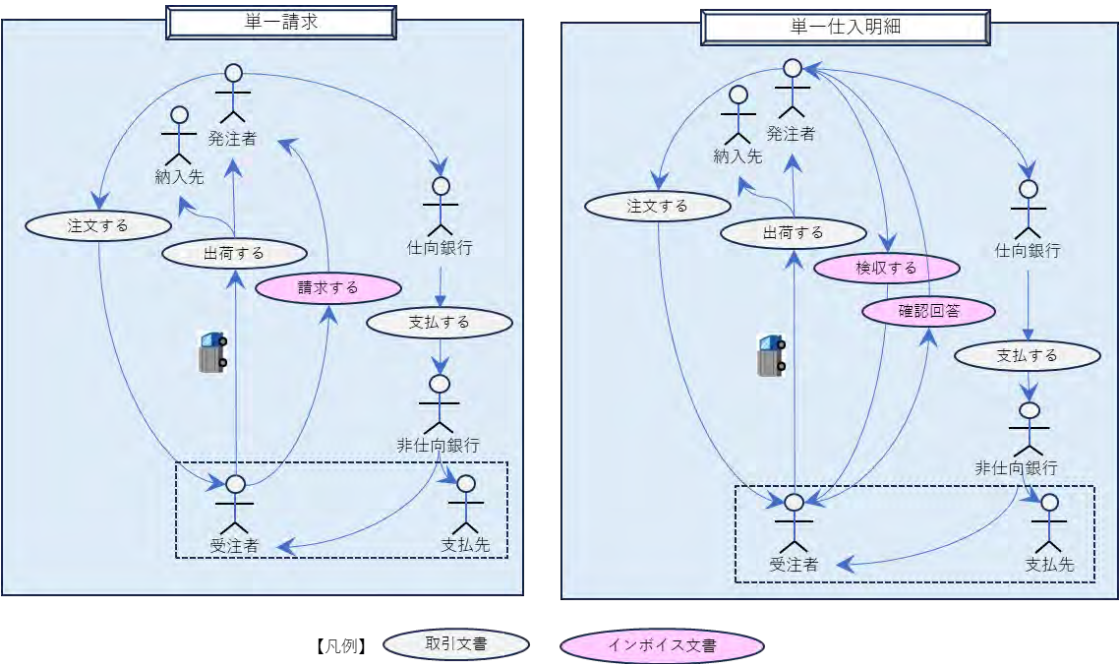 単一請求
発注者
納入先
注文する
出荷する
仕向銀行
請求する
支払する
非仕向銀行
受注者
支払先
単一仕入明細
発注者
納入先
注文する
出荷する
仕向銀行
検収する
確認回答
支払する
非仕向銀行
受注者
支払先
【凡例】 取引文書 インボイス文書